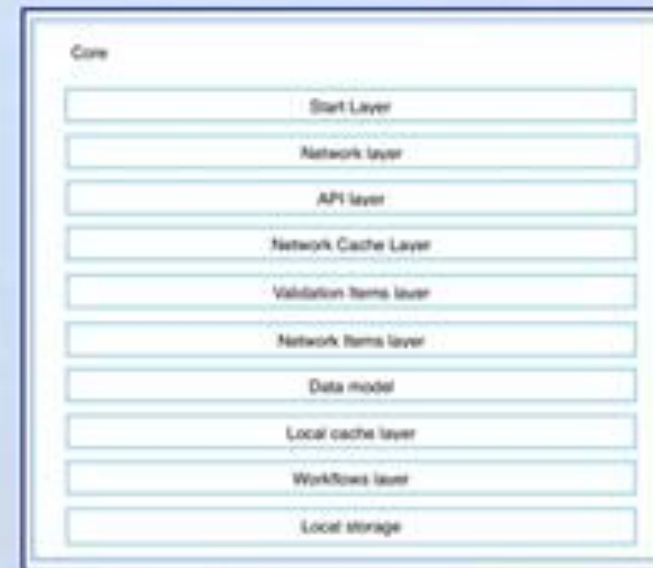 Core
Start Layer
Network layer
API layer
Network Cache Layer
Validation Items layer
Network Items layer
Data model
Local cache layer
Workflows layer
Local storage